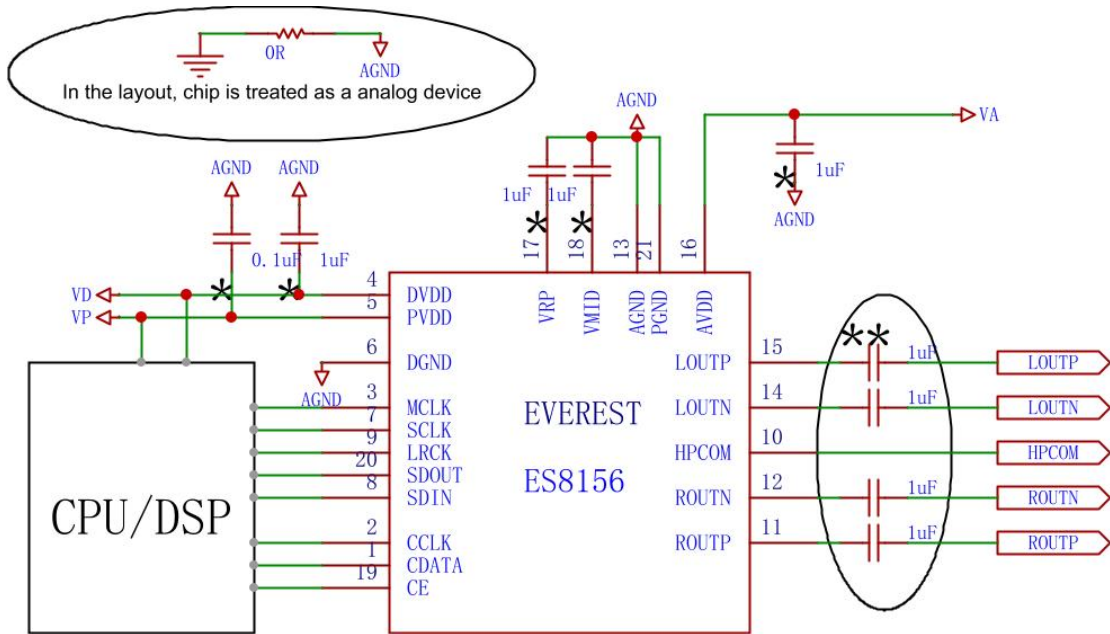 0R
AGND
In the layout, chip is treated as a analog device
AGND
VA
1uF
AGND
AGND
AGND
1uF
1uF
*
*
*
17
18
13
21
16
0.1uF
1uF
*
*
VD
VP
4
5
6
3
7
9
20
8
2
1
19
AGND
DVDD
PVDD
DGND
MCLK
SCLK
LRCK
SDOUT
SDIN
CCLK
CDATA
CE
VRP
VMID
AGND
PGND
AVDD
EVEREST
ES8156
CPU/DSP
LOUTP
LOUTN
HPCOM
ROUTN
ROUTP
15
14
10
12
11
**
1uF
1uF
1uF
1uF
LOUTP
LOUTN
HPCOM
ROUTN
ROUTP